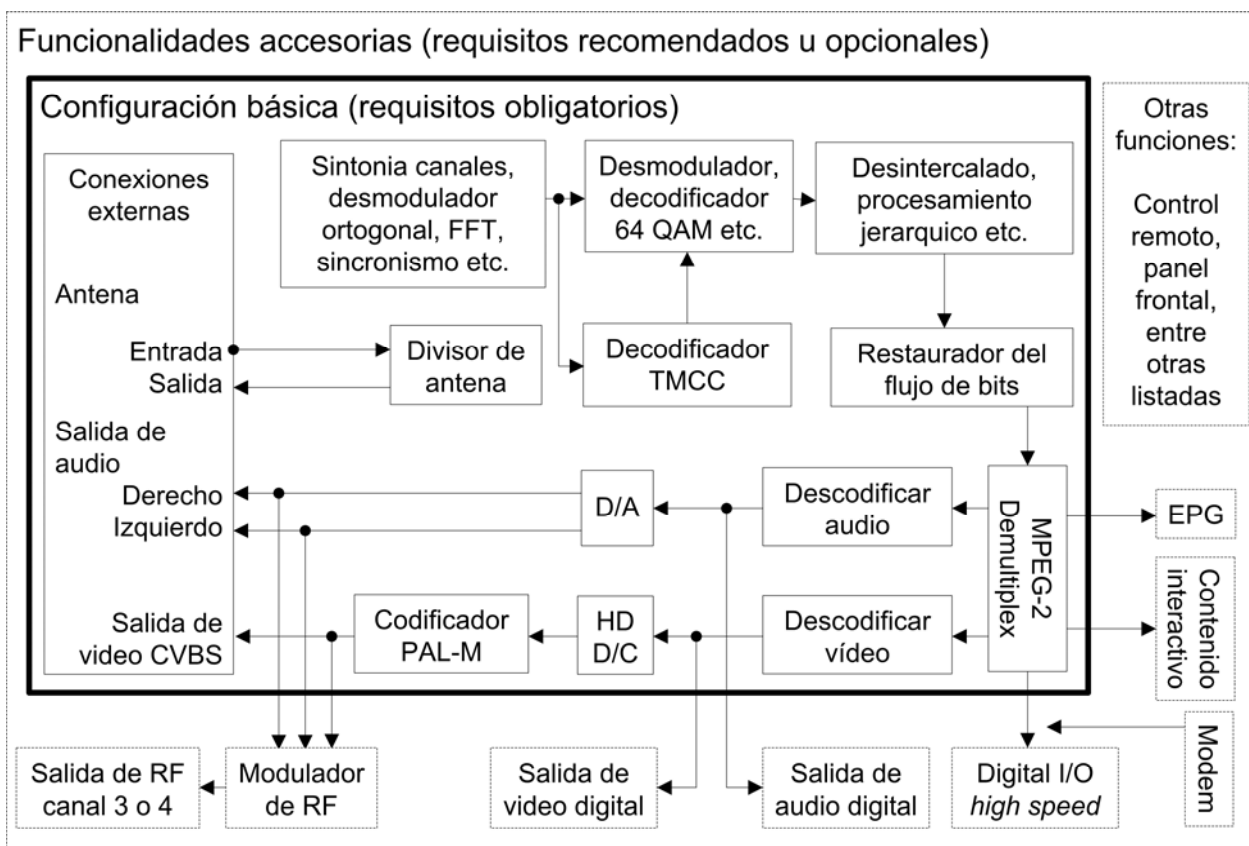 Funcionalidades accesorias (requisitos recomendados u opcionales)
Configuración básica (requisitos obligatorios)
Conexiones
externas
Antena
Entrada
Salida
Salida de
audio
Derecho
Izquierdo
Salida de
video CVBS
Sintonia canales,
desmodulador
ortogonal, FFT,
sincronismo etc.
Desmodulador,
decodificador
64 QAM etc.
Desintercalado,
procesamiento
jerarquico etc.
Divisor de
antena
Decodificador
TMCC
Restaurador del
flujo de bits
D/A
Descodificar
audio
MPEG-2
Demultiplex
Codificador
PAL-M
HD
D/C
Descodificar
vídeo
Otras
funciones:
Control
remoto,
panel
frontal,
entre
otras
listadas
EPG
Contenido
interactivo
Modem
Salida de RF
canal 3 o 4
Modulador
de RF
Salida de
video digital
Salida de
audio digital
Digital I/O
high speed